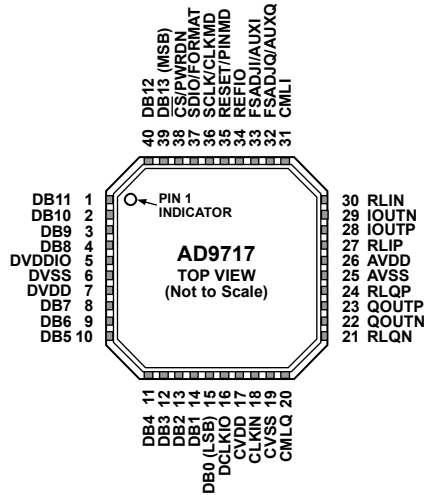 40 DB12
39 DB13 (MSB)
38 CS/PWRDN
37 SDIO/FORMAT
36 SCLK/CLKMD
35 RESET/PINMD
34 REFIO
33 FSADJI/AUXI
32 FSADJQ/AUXQ
31 CMLI
DB11 1
DB10 2
DB9 3
DB8 4
DVDDIO 5
DVSS 6
DVDD 7
DB7 8
DB6 9
DB5 10
PIN 1
INDICATOR
AD9717
TOP VIEW
(Not to Scale)
30 RLIN
29 IOUTN
28 IOUTP
27 RLIP
26 AVDD
25 AVSS
24 RLQP
23 QOUTP
22 QOUTN
21 RLQN
DB4 11
DB3 12
DB2 13
DB1 14
DB0 (LSB) 15
DCLKIO 16
CVDD 17
CLKIN 18
CVSS 19
CMLQ 20